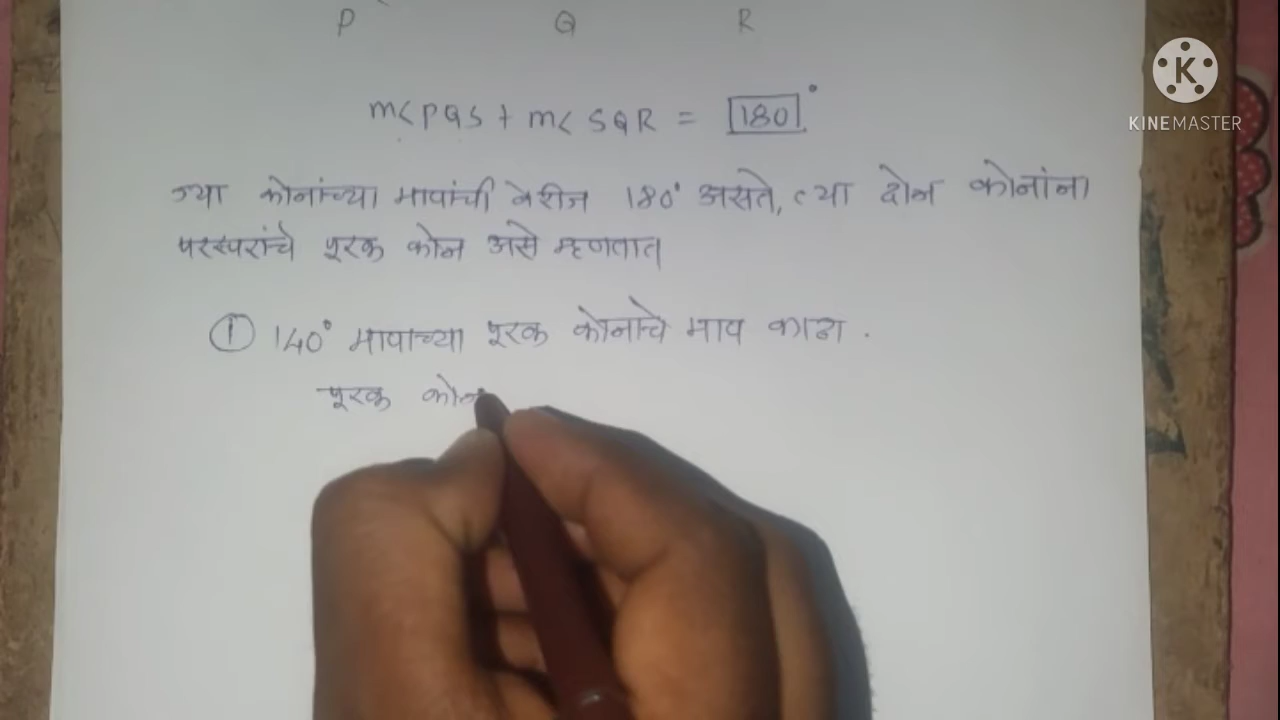 P Q R
m< PQS + m< SQR = 180°
ज्या कोनांच्या मापांची बेरीज 180° असते, त्या दोन कोनांना
परस्परांचे पूरक कोन असे म्हणतात
① 140° मापाच्या पूरक कोनाचे माप काढा .
पूरक कोन
K
KINEMASTER